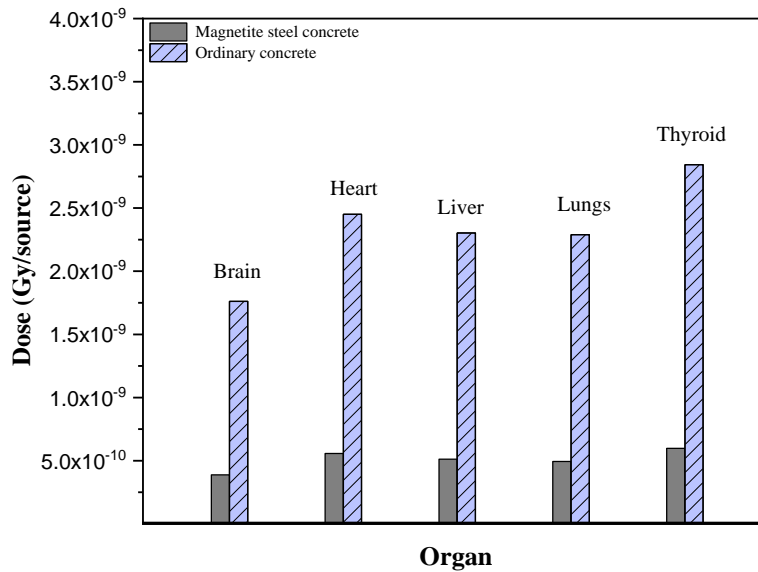 Magnetite steel concrete
Ordinary concrete
4.0x10⁻⁹
3.5x10⁻⁹
3.0x10⁻⁹
2.5x10⁻⁹
2.0x10⁻⁹
1.5x10⁻⁹
1.0x10⁻⁹
5.0x10⁻¹⁰
Dose (Gy/source)
Brain
Heart
Liver
Lungs
Thyroid
Organ